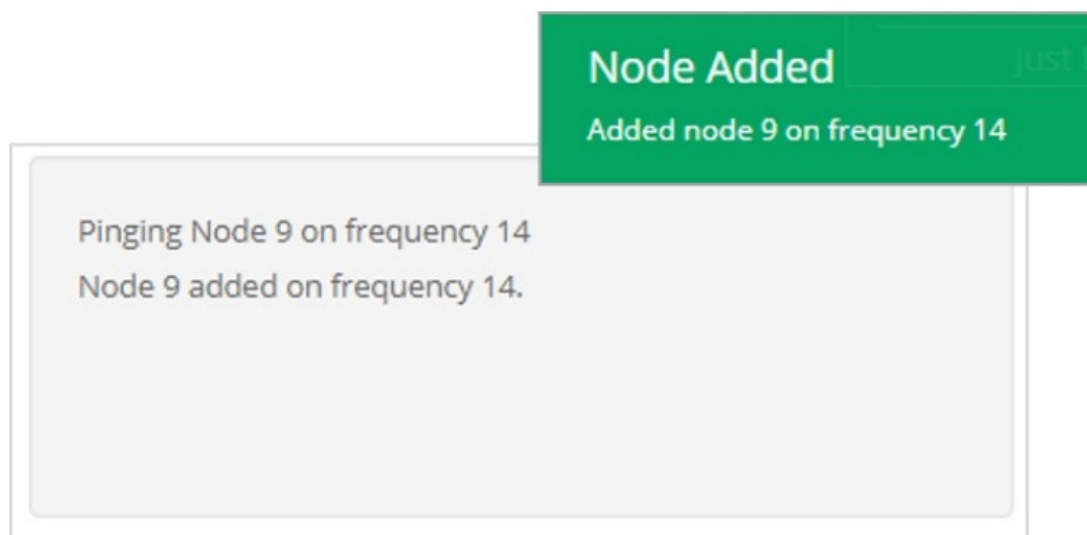 Node Added
Just
Added node 9 on frequency 14
Pinging Node 9 on frequency 14
Node 9 added on frequency 14.